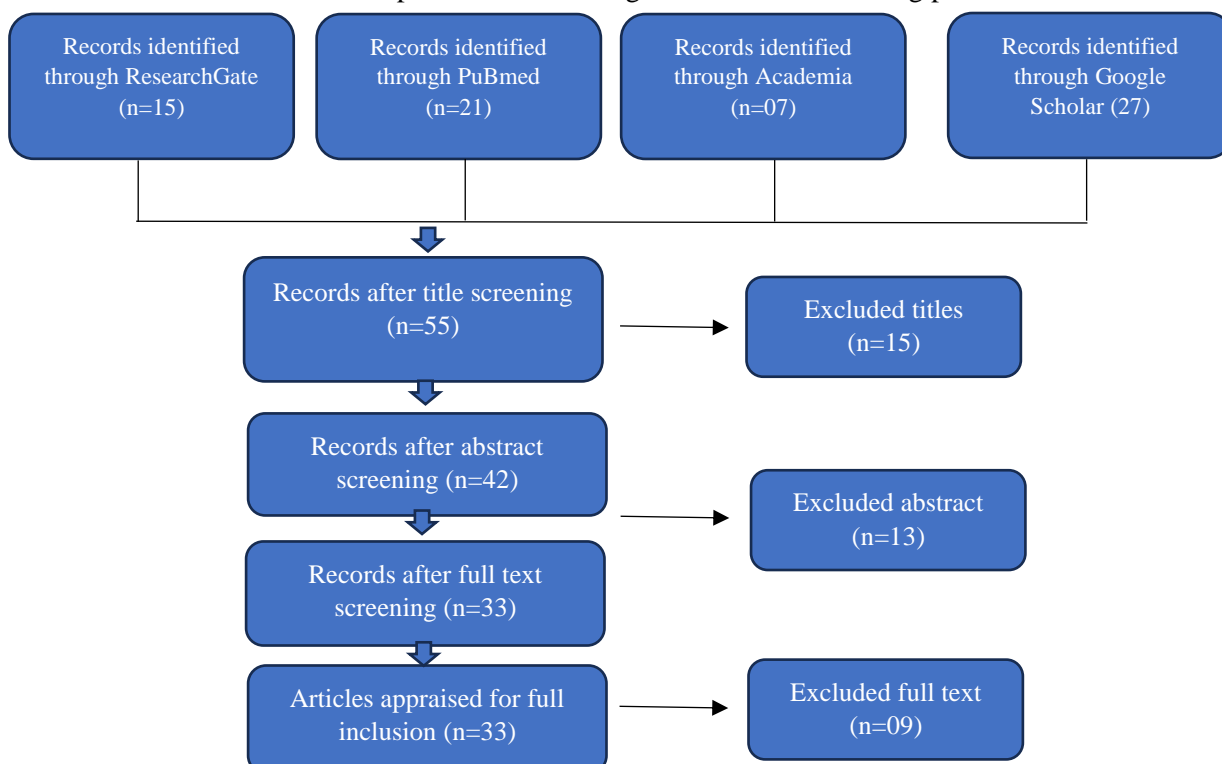 Records identified
through ResearchGate
(n=15)
Records identified
through PuBmed
(n=21)
Records identified
through Academia
(n=07)
Records identified
through Google
Scholar (27)
Records after title screening
(n=55)
Excluded titles
(n=15)
Records after abstract
screening (n=42)
Excluded abstract
(n=13)
Records after full text
screening (n=33)
Articles appraised for full
inclusion (n=33)
Excluded full text
(n=09)